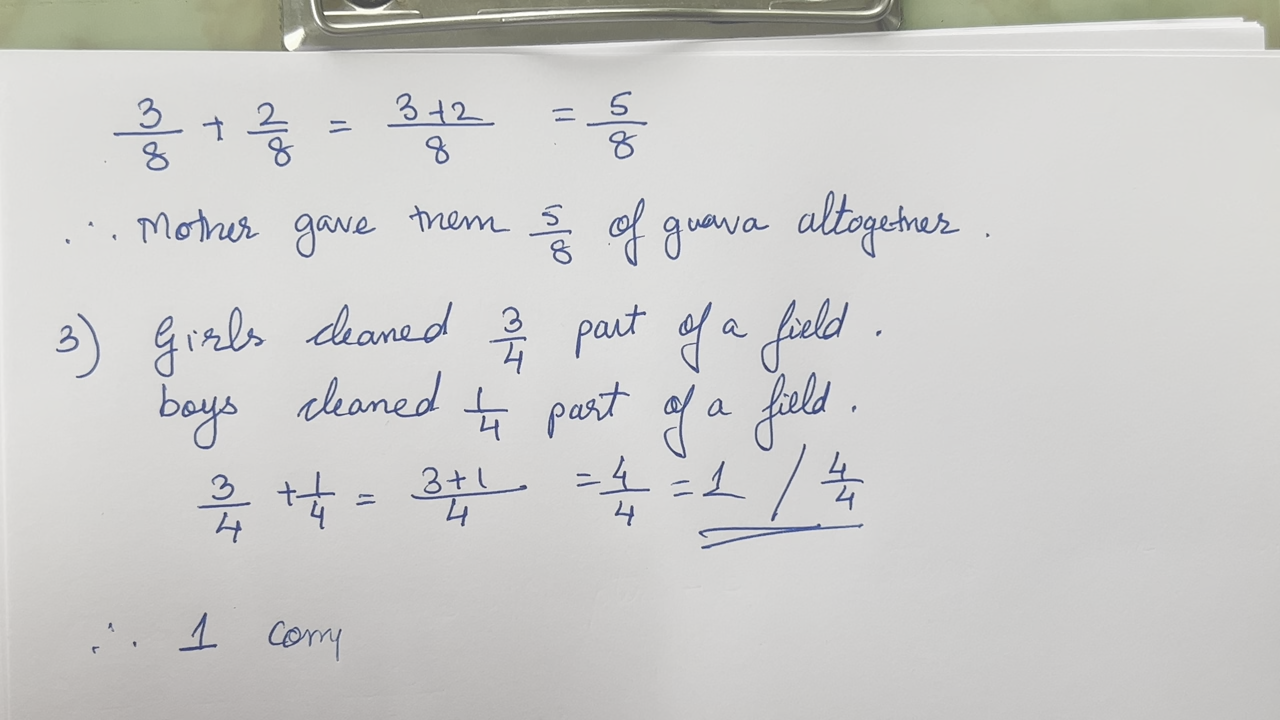 3/8 + 2/8 = 3+2/8 = 5/8
∴ Mother gave them 5/8 of guava altogether.
3) Girls cleaned 3/4 part of a field.
boys cleaned 1/4 part of a field.
3/4 + 1/4 = 3+1/4 = 4/4 = 1 / 4/4
∴ 1 com